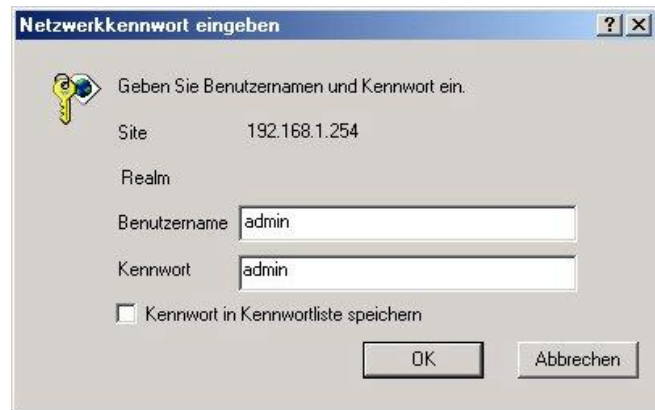 Netzwerkkennwort eingeben
Geben Sie Benutzernamen und Kennwort ein.
Site 192.168.1.254
Realm
Benutzername admin
Kennwort admin
Kennwort in Kennwortliste speichern
OK Abbrechen